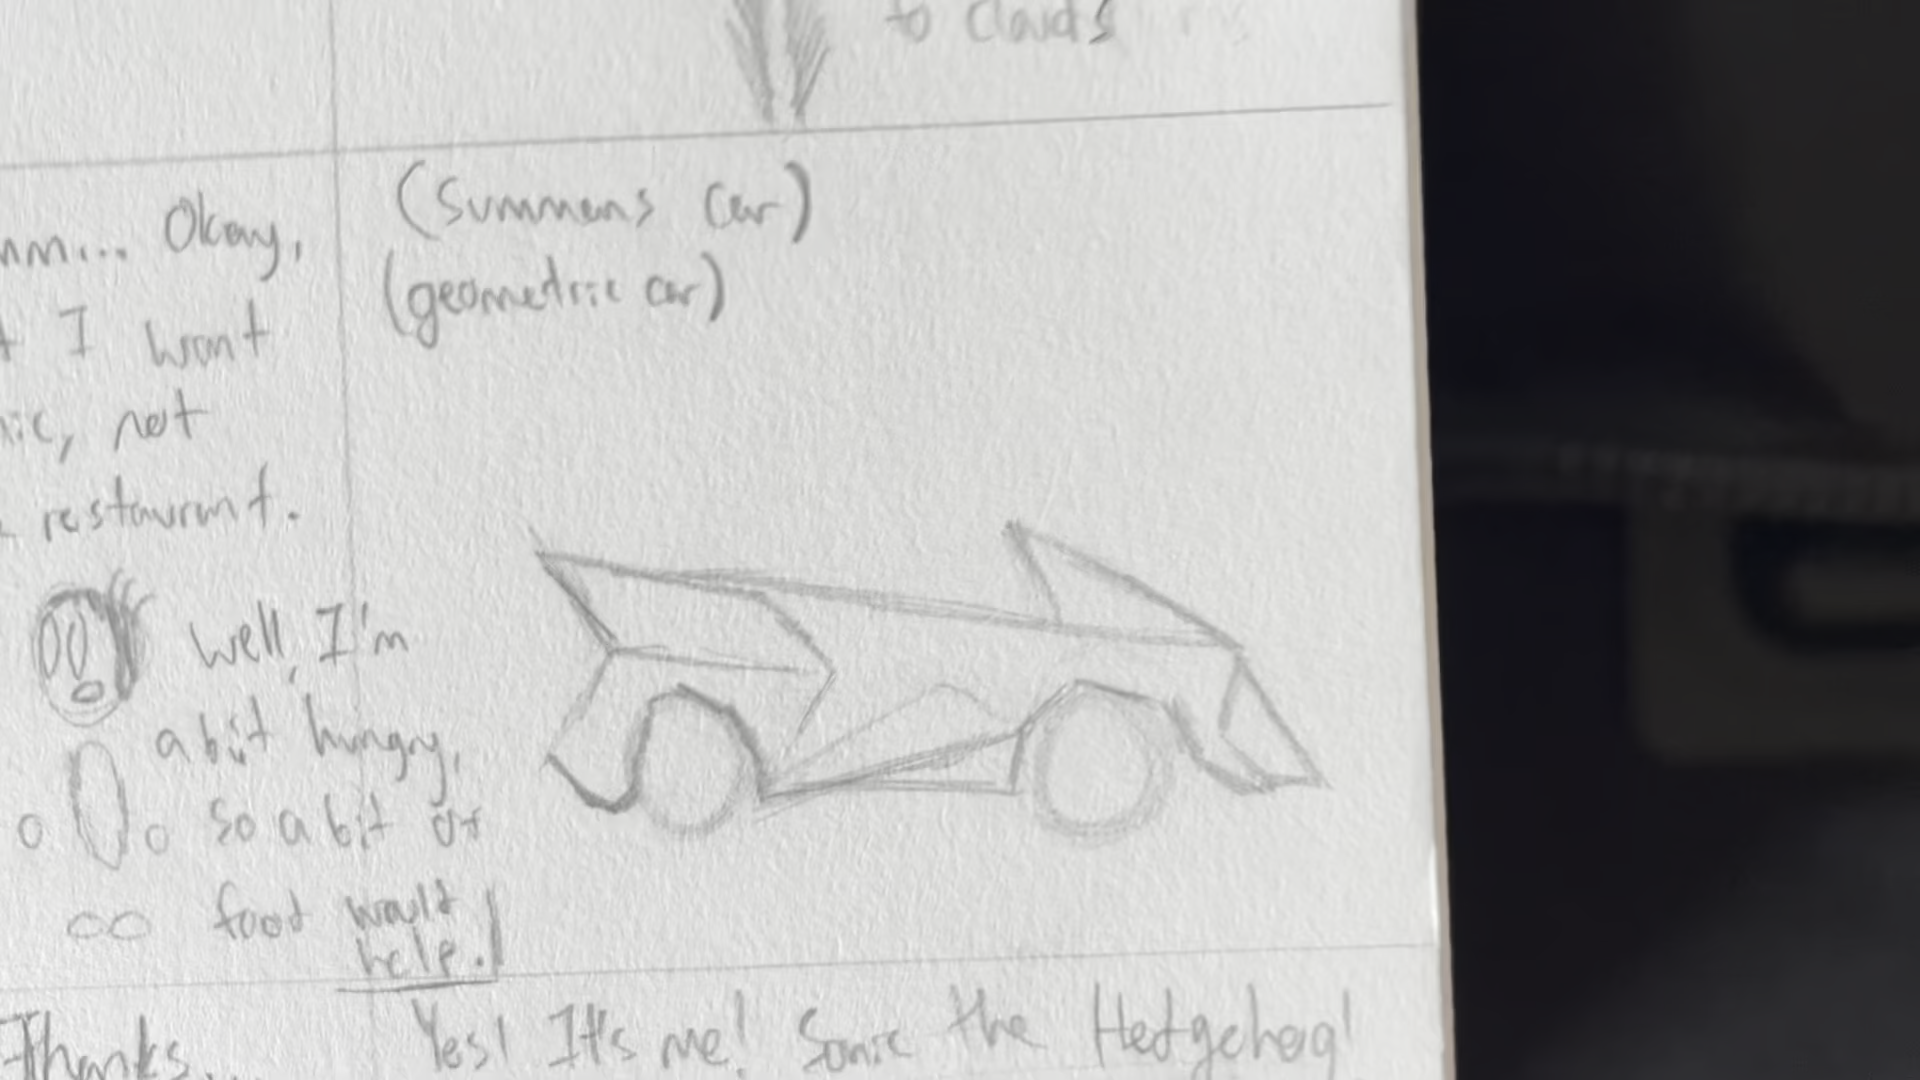 to Clouds
(Summons Car)
(geometric car)
Okay,
I want
not
restaurant.
Well, I'm
a bit hungry,
so a bit of
food would
help.
Thanks...
Yes! It's me! Sonic the Hedgehog!